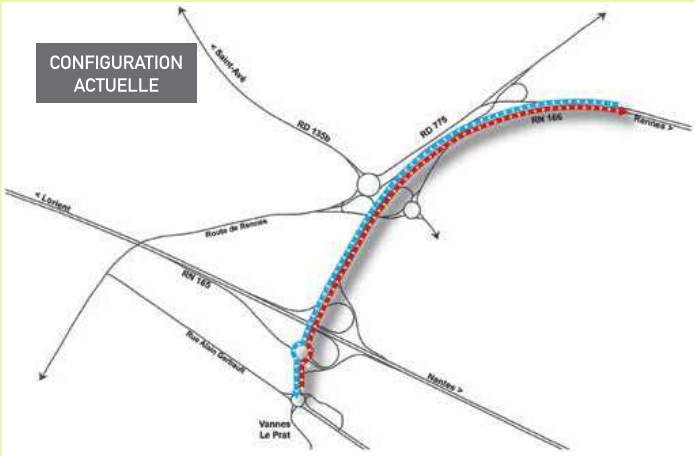 CONFIGURATION
ACTUELLE
< Saint-Avé
RD 135b
RD 775
RN 166
Rennes >
< Lorient
Route de Rennes
RN 165
Rue Alain Gerbault
Nantes >
Vannes
Le Prat